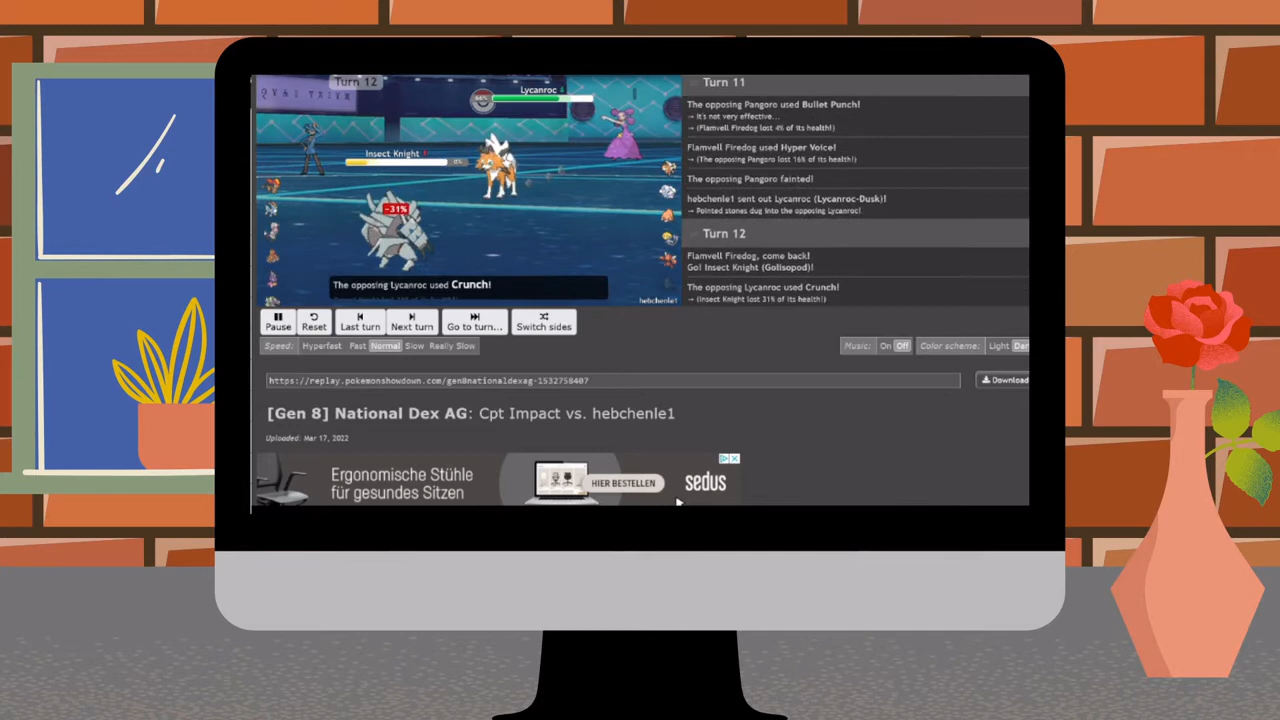 Turn 12
Lycanroc
66%
Insect Knight
-31%
The opposing Lycanroc used Crunch!
hebchenle1
Turn 11
The opposing Pangoro used Bullet Punch!
→ It's not very effective...
→ (Flamvell Firedog lost 4% of its health!)
Flamvell Firedog used Hyper Voice!
→ (The opposing Pangoro lost 16% of its health!)
The opposing Pangoro fainted!
hebchenle1 sent out Lycanroc (Lycanroc-Dusk)!
→ Pointed stones dug into the opposing Lycanroc!
Turn 12
Flamvell Firedog, come back!
Go! Insect Knight (Golisopod)!
The opposing Lycanroc used Crunch!
→ (Insect Knight lost 31% of its health!)
Pause Reset Last turn Next turn Go to turn... Switch sides
Speed: Hyperfast Fast Normal Slow Really Slow Music: On Off Color scheme: Light Dar
https://replay.pokemonshowdown.com/gen8nationaldexag-1532758407 Download
[Gen 8] National Dex AG: Cpt Impact vs. hebchenle1
Uploaded: Mar 17, 2022
Ergonomische Stühle
für gesundes Sitzen
HIER BESTELLEN
sedus